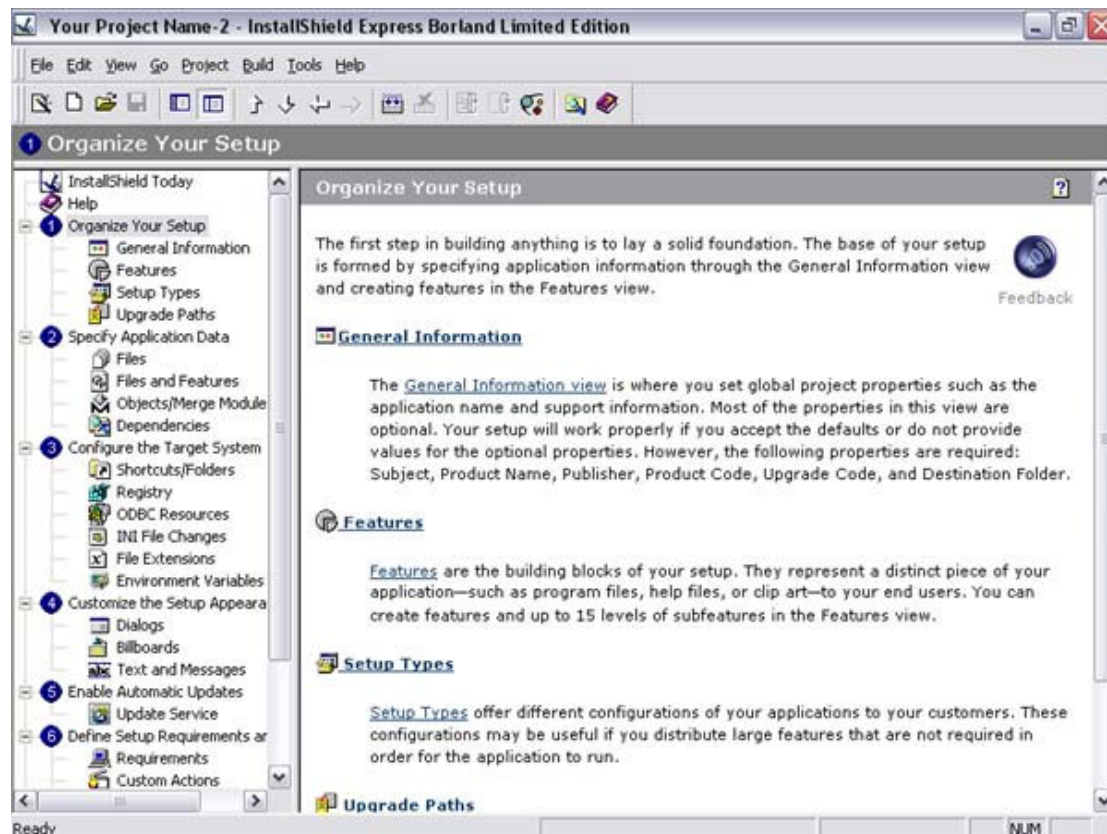 Your Project Name-2 - InstallShield Express Borland Limited Edition
File Edit View Go Project Build Tools Help
1 Organize Your Setup
InstallShield Today
Help
1 Organize Your Setup
General Information
Features
Setup Types
Upgrade Paths
2 Specify Application Data
Files
Files and Features
Objects/Merge Module
Dependencies
3 Configure the Target System
Shortcuts/Folders
Registry
ODBC Resources
INI File Changes
File Extensions
Environment Variables
4 Customize the Setup Appeara
Dialogs
Billboards
abc Text and Messages
5 Enable Automatic Updates
Update Service
6 Define Setup Requirements ar
Requirements
Custom Actions
Organize Your Setup
The first step in building anything is to lay a solid foundation. The base of your setup
is formed by specifying application information through the General Information view
and creating features in the Features view.
Feedback
General Information
The General Information view is where you set global project properties such as the
application name and support information. Most of the properties in this view are
optional. Your setup will work properly if you accept the defaults or do not provide
values for the optional properties. However, the following properties are required:
Subject, Product Name, Publisher, Product Code, Upgrade Code, and Destination Folder.
Features
Features are the building blocks of your setup. They represent a distinct piece of your
application—such as program files, help files, or clip art—to your end users. You can
create features and up to 15 levels of subfeatures in the Features view.
Setup Types
Setup Types offer different configurations of your applications to your customers. These
configurations may be useful if you distribute large features that are not required in
order for the application to run.
Upgrade Paths
Ready
NUM